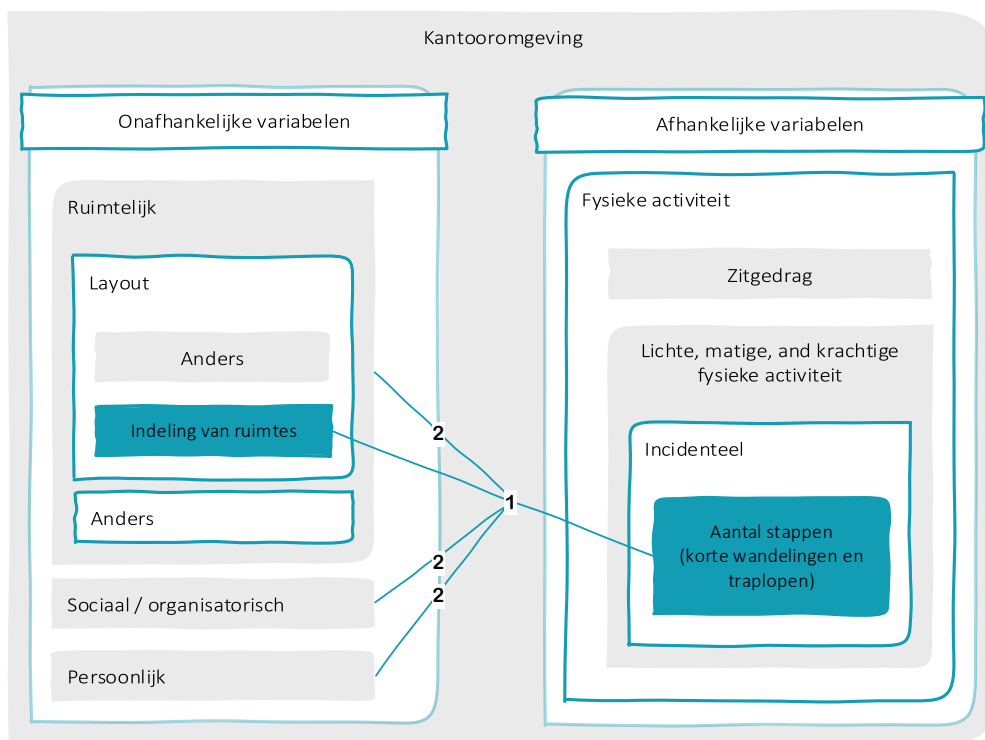 Kantooromgeving
Onafhankelijke variabelen
Ruimtelijk
Layout
Anders
Indeling van ruimtes
Anders
Sociaal / organisatorisch
Persoonlijk
2
1
2
2
Afhankelijke variabelen
Fysieke activiteit
Zitgedrag
Lichte, matige, and krachtige
fysieke activiteit
Incidenteel
Aantal stappen
(korte wandelingen en
traplopen)